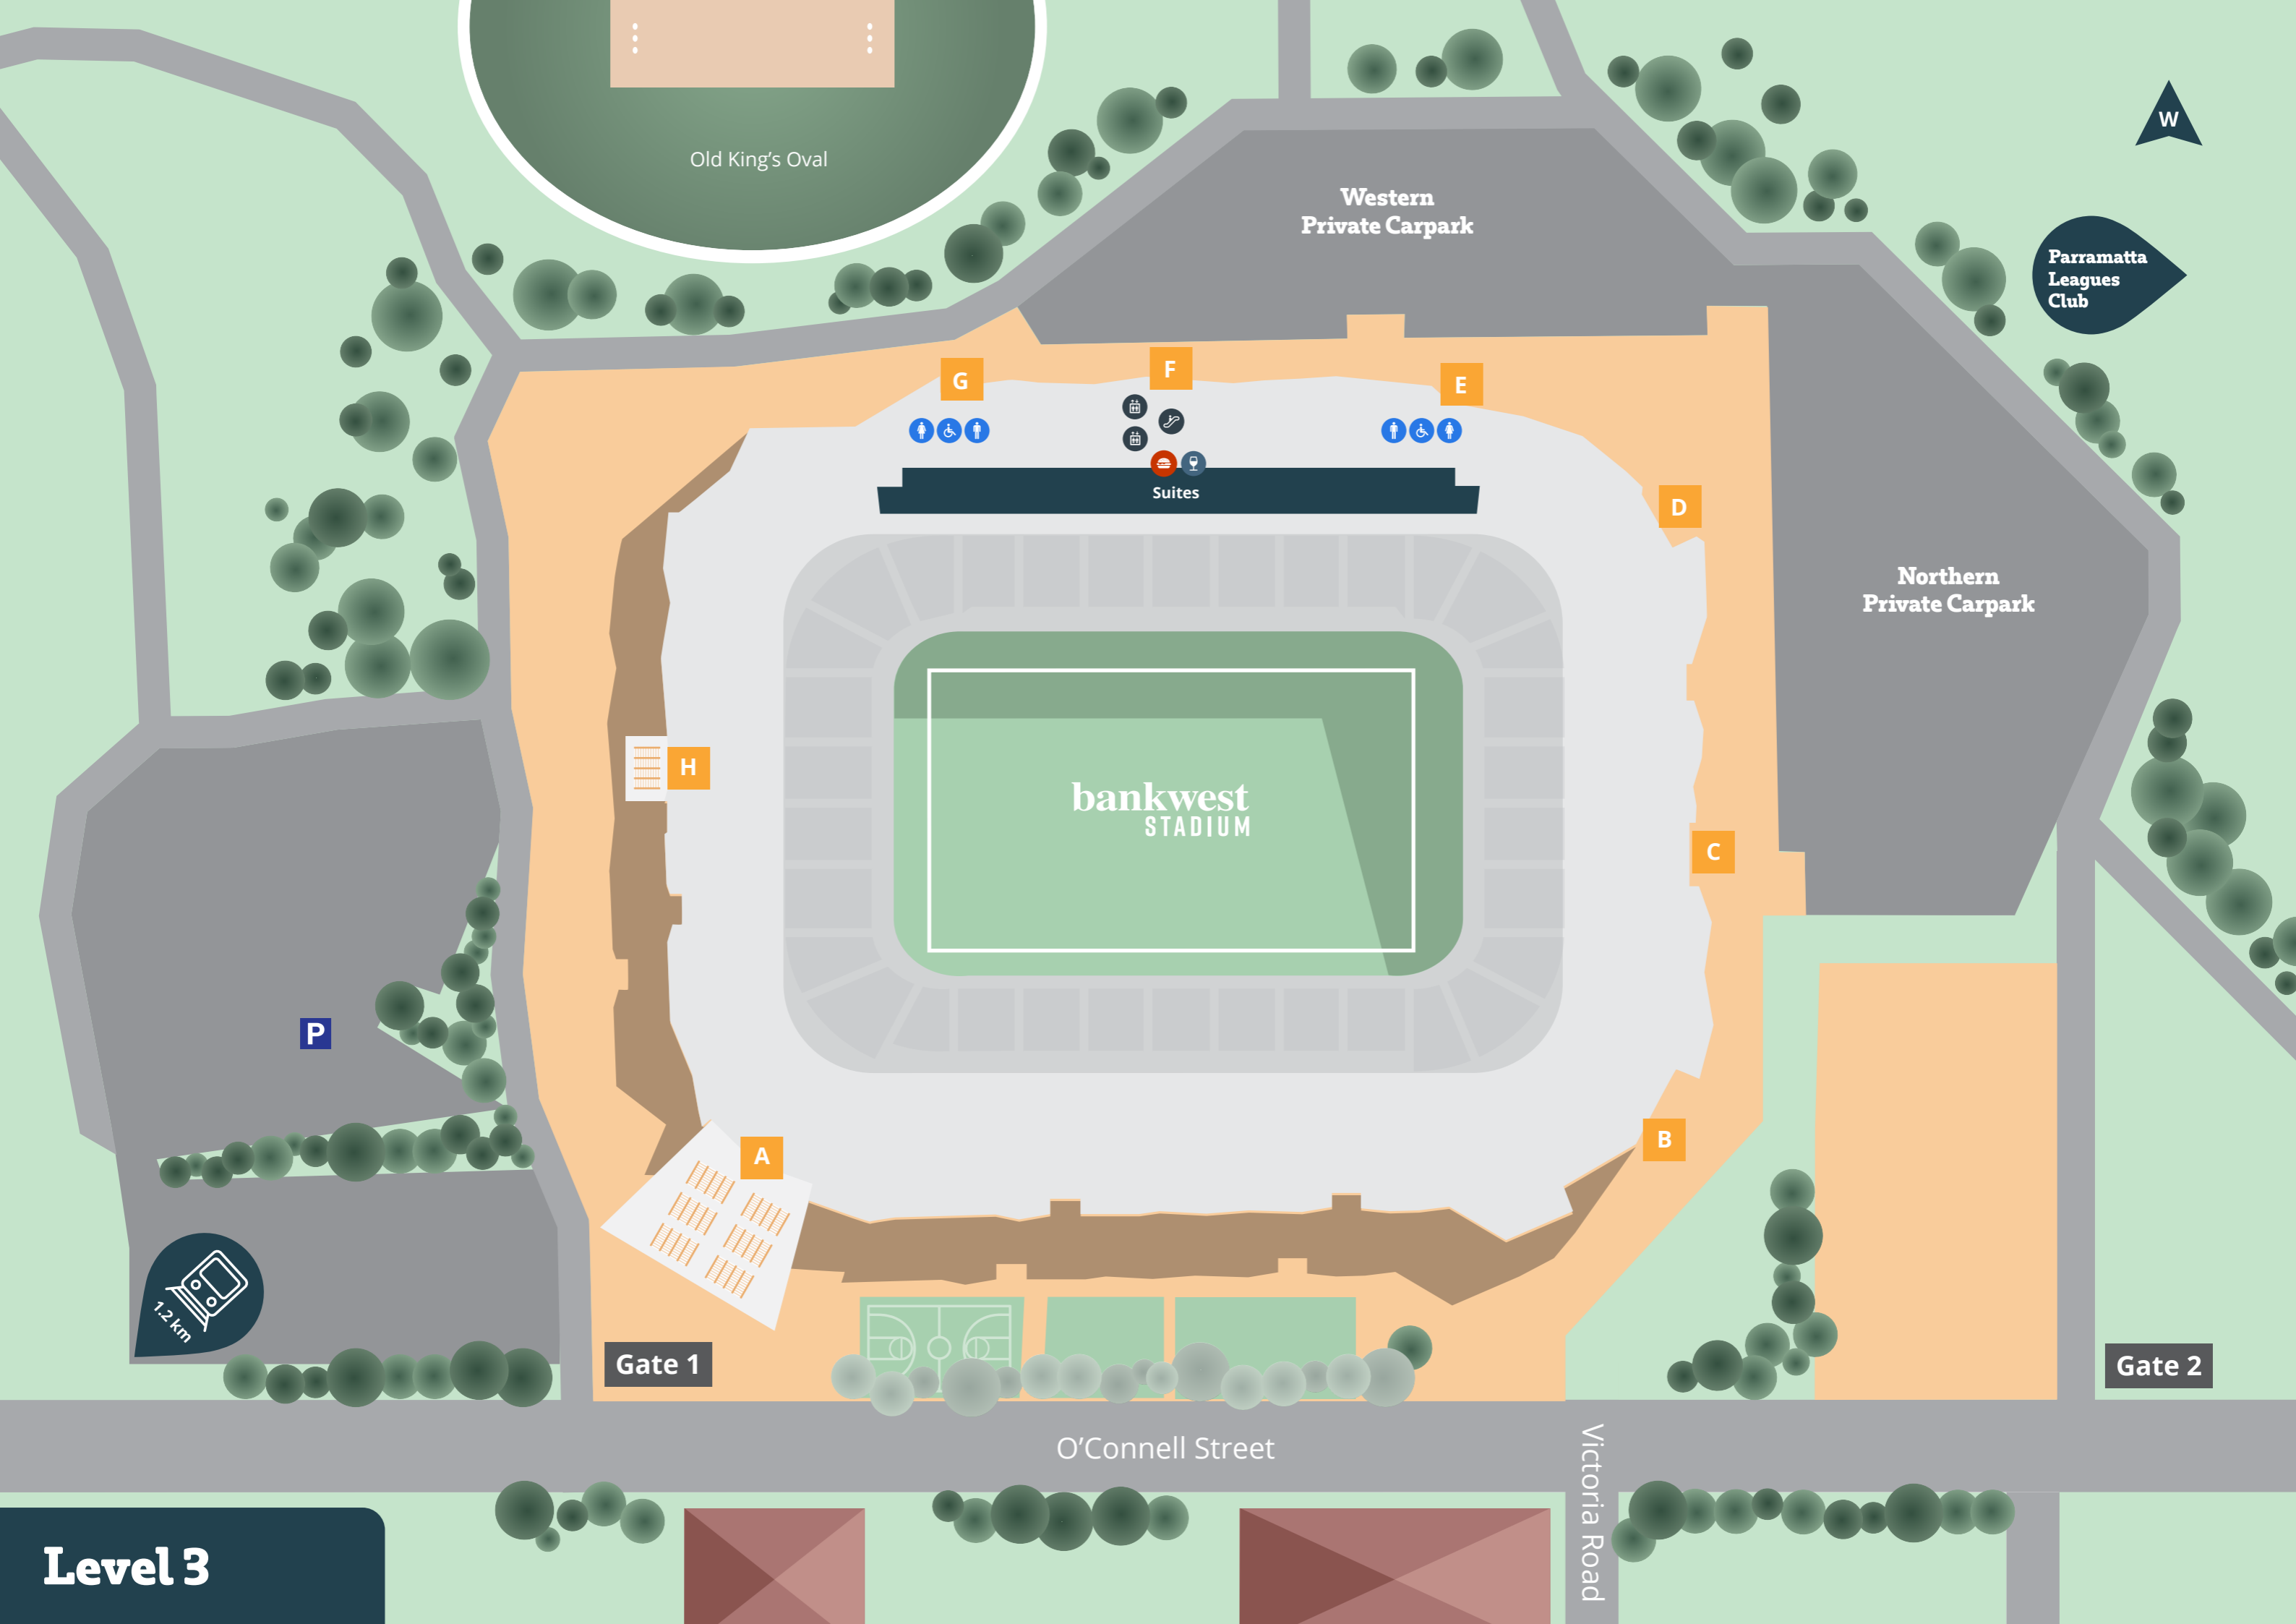 Old King's Oval
W
Western
Private Carpark
Parramatta
Leagues
Club
G
F
E
Suites
D
Northern
Private Carpark
H
bankwest
STADIUM
C
P
A
B
1.2 km
Gate 1
Gate 2
O'Connell Street
Victoria Road
Level 3